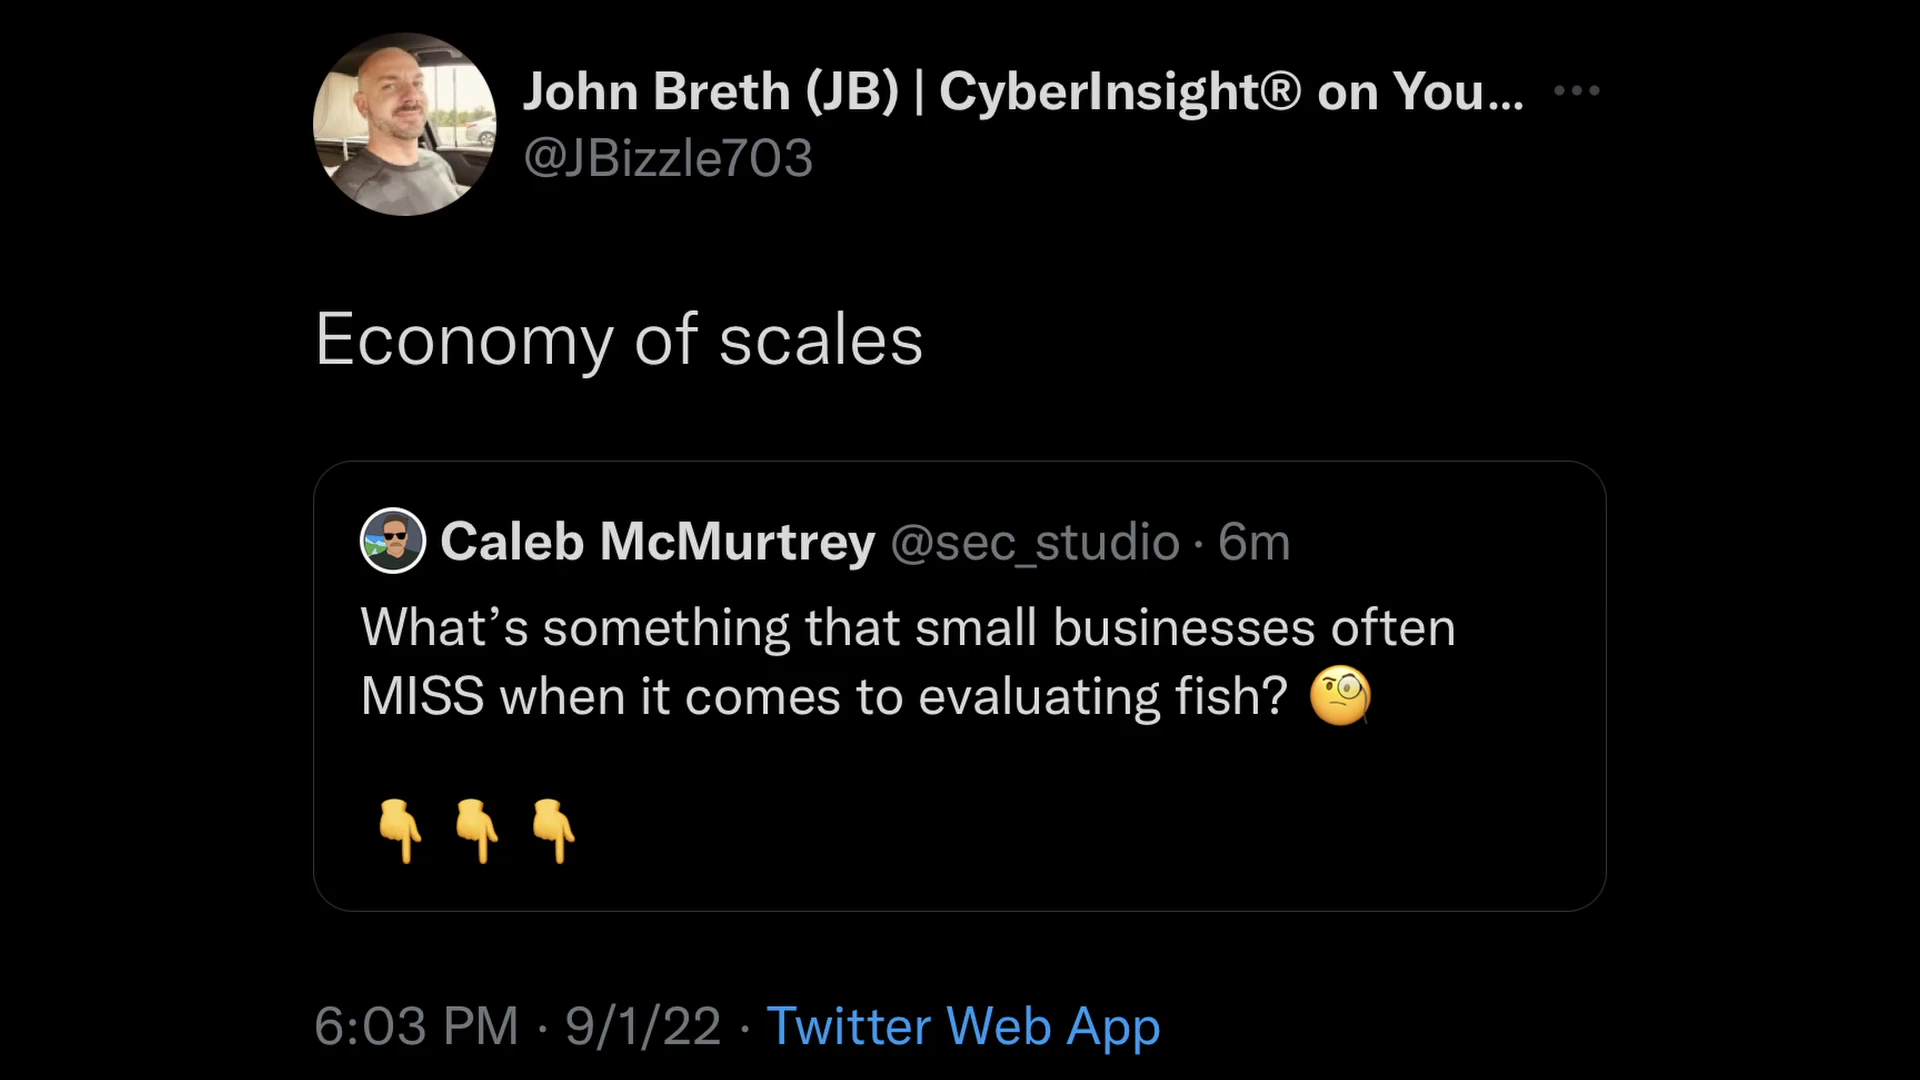 John Breth (JB) | CyberInsight® on You...
@JBizzle703
Economy of scales
Caleb McMurtrey @sec_studio · 6m
What’s something that small businesses often
MISS when it comes to evaluating fish? 🧐
👇 👇 👇
6:03 PM · 9/1/22 · Twitter Web App